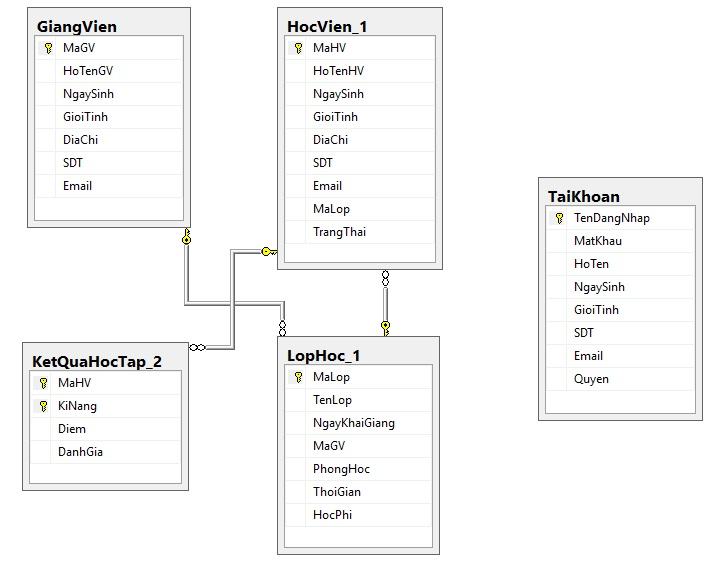 GiangVien
MaGV
HoTenGV
NgaySinh
GioiTinh
DiaChi
SDT
Email
HocVien_1
MaHV
HoTenHV
NgaySinh
GioiTinh
DiaChi
SDT
Email
MaLop
TrangThai
TaiKhoan
TenDangNhap
MatKhau
HoTen
NgaySinh
GioiTinh
SDT
Email
Quyen
KetQuaHocTap_2
MaHV
KiNang
Diem
DanhGia
LopHoc_1
MaLop
TenLop
NgayKhaiGiang
MaGV
PhongHoc
ThoiGian
HocPhi